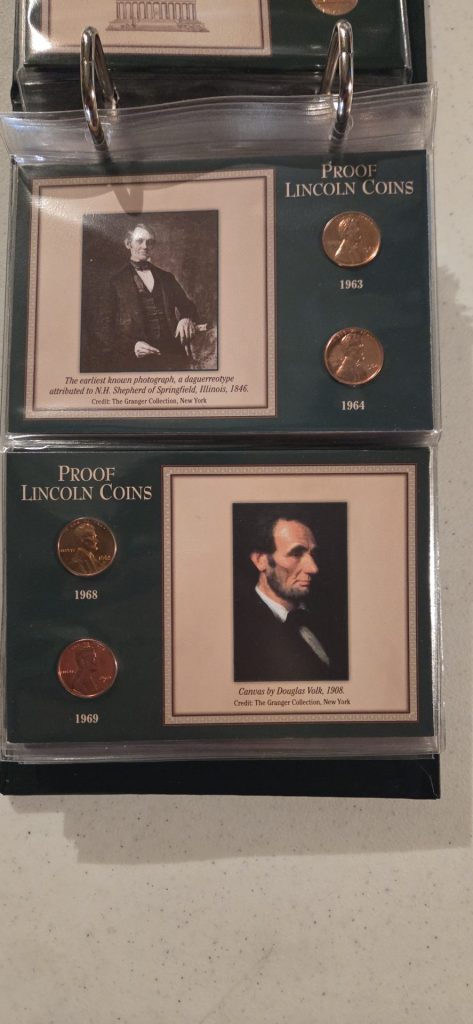 PROOF
LINCOLN COINS
1963
1964
The earliest known photograph, a daguerreotype
attributed to N.H. Shepherd of Springfield, Illinois, 1846.
Credit: The Granger Collection, New York
PROOF
LINCOLN COINS
1968
1969
Canvas by Douglas Volk, 1908.
Credit: The Granger Collection, New York